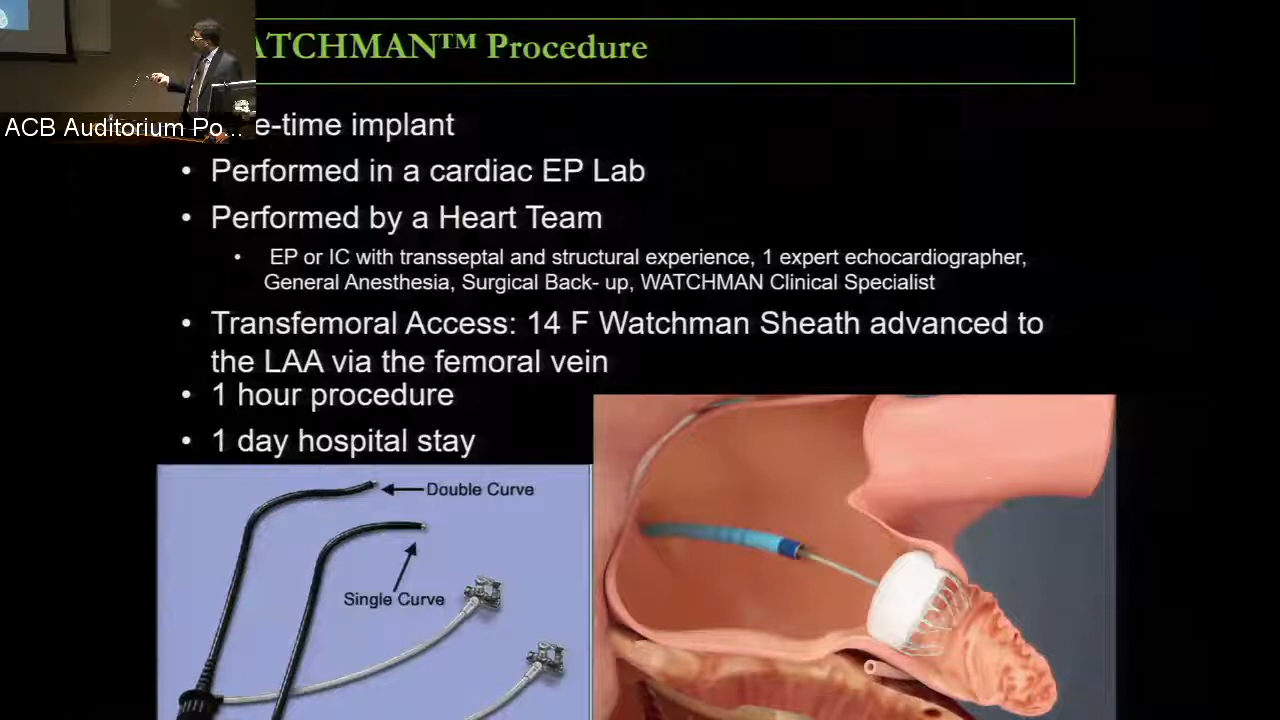 ATCHMAN™ Procedure
ACB Auditorium Po...
e-time implant
• Performed in a cardiac EP Lab
• Performed by a Heart Team
• EP or IC with transseptal and structural experience, 1 expert echocardiographer,
General Anesthesia, Surgical Back- up, WATCHMAN Clinical Specialist
• Transfemoral Access: 14 F Watchman Sheath advanced to
the LAA via the femoral vein
• 1 hour procedure
• 1 day hospital stay
Double Curve
Single Curve